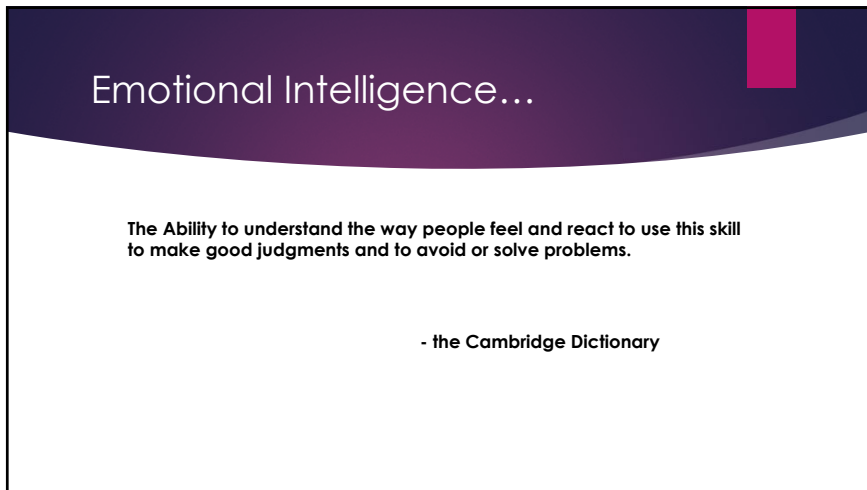 Emotional Intelligence…
The Ability to understand the way people feel and react to use this skill
to make good judgments and to avoid or solve problems.
- the Cambridge Dictionary